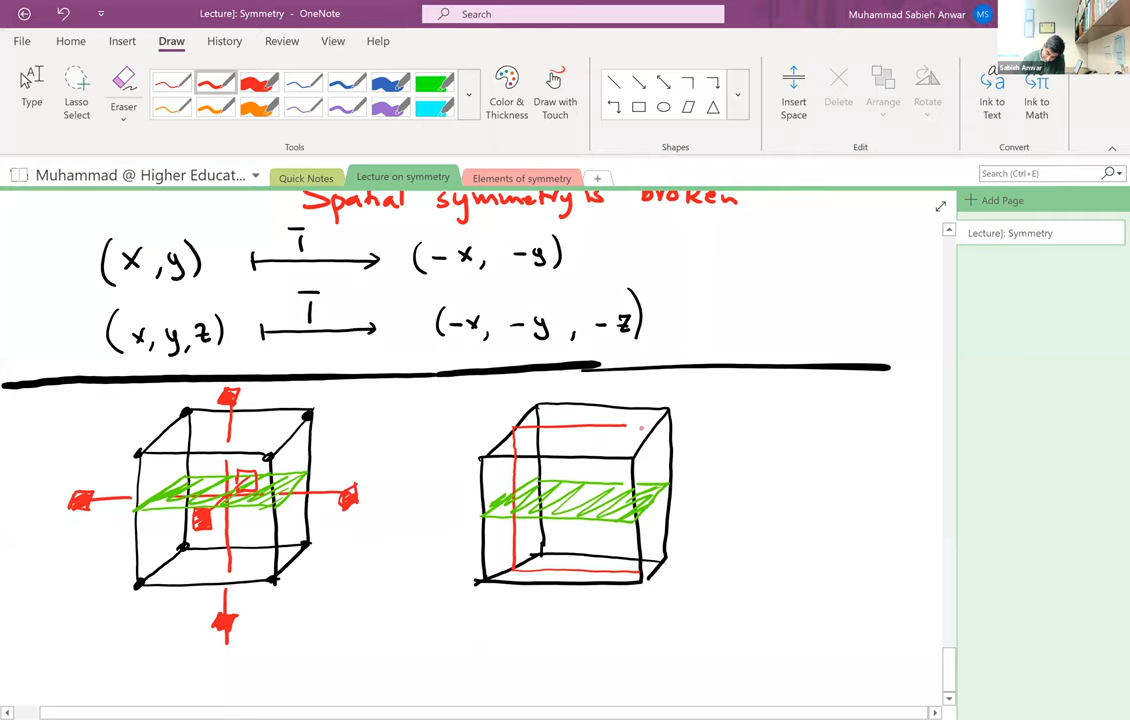 Lecture]: Symmetry - OneNote
Search
Muhammad Sabieh Anwar
MS
File Home Insert Draw History Review View Help
Sabieh Anwar
Type
Lasso Select
Eraser
Color & Thickness
Draw with Touch
Insert Space
Delete
Arrange
Rotate
Ink to Text
Ink to Math
Tools
Shapes
Edit
Convert
Muhammad @ Higher Educat...
Quick Notes
Lecture on symmetry
Elements of symmetry
+
Search (Ctrl+E)
Add Page
Lecture]: Symmetry
Spatial symmetry is broken
(x, y) 1̄ (-x, -y)
(x, y, z) 1̄ (-x, -y, -z)